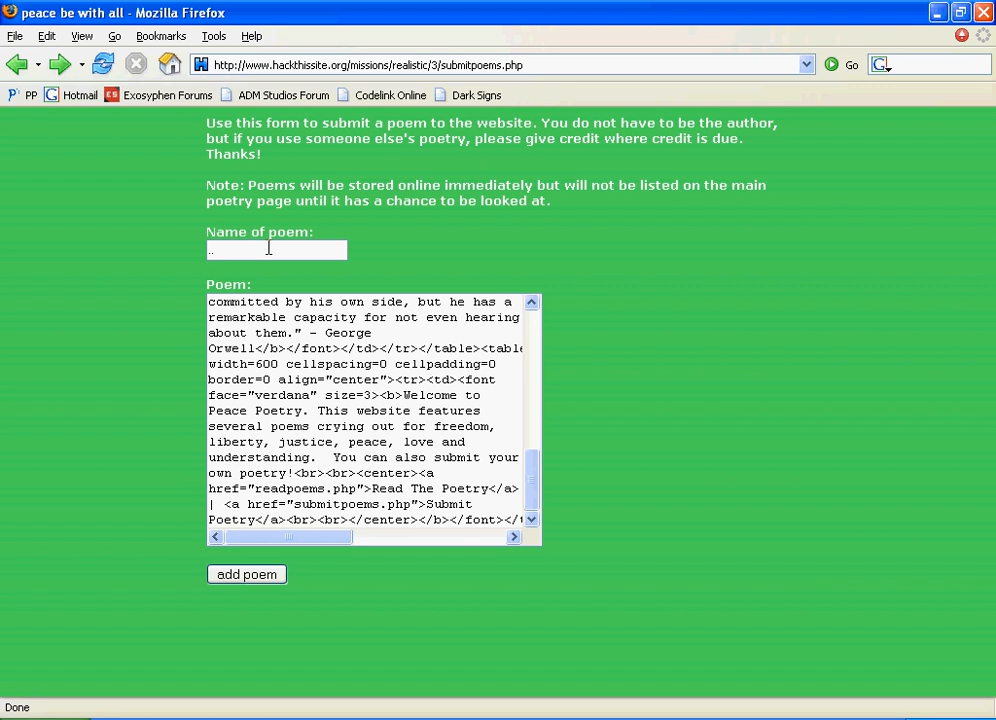 peace be with all - Mozilla Firefox
File Edit View Go Bookmarks Tools Help
http://www.hackthissite.org/missions/realistic/3/submitpoems.php Go G
PP Hotmail Exosyphen Forums ADM Studios Forum Codelink Online Dark Signs
Use this form to submit a poem to the website. You do not have to be the author,
but if you use someone else's poetry, please give credit where credit is due.
Thanks!
Note: Poems will be stored online immediately but will not be listed on the main
poetry page until it has a chance to be looked at.
Name of poem:
..
Poem:
committed by his own side, but he has a
remarkable capacity for not even hearing
about them." - George
Orwell</b></font></td></tr></table><table
width=600 cellspacing=0 cellpadding=0
border=0 align="center"><tr><td><font
face="verdana" size=3><b>Welcome to
Peace Poetry. This website features
several poems crying out for freedom,
liberty, justice, peace, love and
understanding.  You can also submit your
own poetry!<br><br><center><a
href="readpoems.php">Read The Poetry</a>
| <a href="submitpoems.php">Submit
Poetry</a><br><br></center></b></font></t
add poem
Done